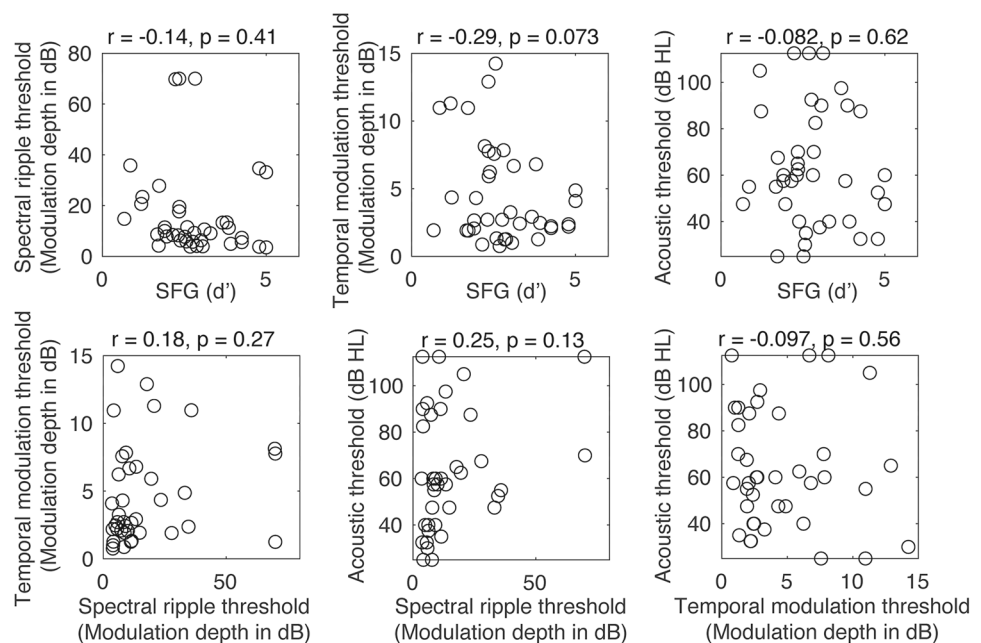 r = -0.14, p = 0.41
Spectral ripple threshold
(Modulation depth in dB)
80
60
40
20
0
0
5
SFG (d’)
r = -0.29, p = 0.073
Temporal modulation threshold
(Modulation depth in dB)
15
10
5
0
0
5
SFG (d’)
r = -0.082, p = 0.62
Acoustic threshold (dB HL)
100
80
60
40
0
5
SFG (d’)
r = 0.18, p = 0.27
Temporal modulation threshold
(Modulation depth in dB)
15
10
5
0
0
50
Spectral ripple threshold
(Modulation depth in dB)
r = 0.25, p = 0.13
Acoustic threshold (dB HL)
100
80
60
40
0
50
Spectral ripple threshold
(Modulation depth in dB)
r = -0.097, p = 0.56
Acoustic threshold (dB HL)
100
80
60
40
0
5
10
15
Temporal modulation threshold
(Modulation depth in dB)